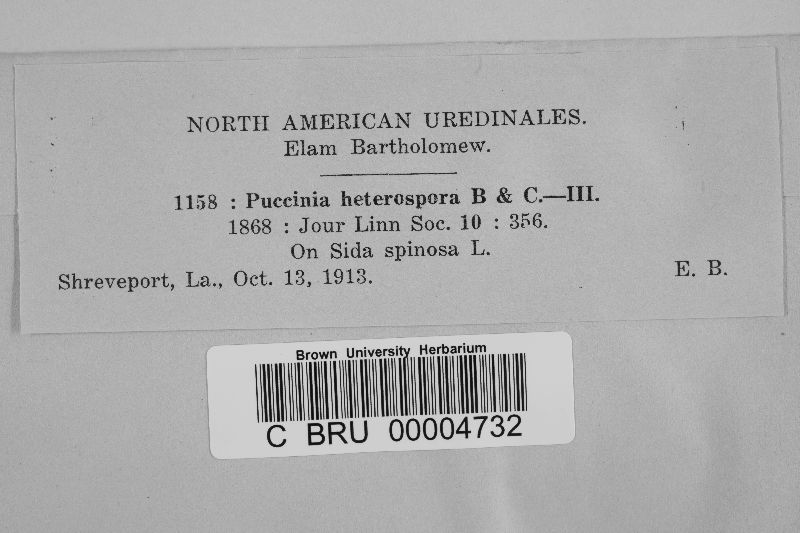 NORTH AMERICAN UREDINALES.
Elam Bartholomew.
1158 : Puccinia heterospora B & C.—III.
1868 : Jour Linn Soc. 10 : 356.
On Sida spinosa L.
Shreveport, La., Oct. 13, 1913.
E. B.
Brown University Herbarium
C BRU 00004732